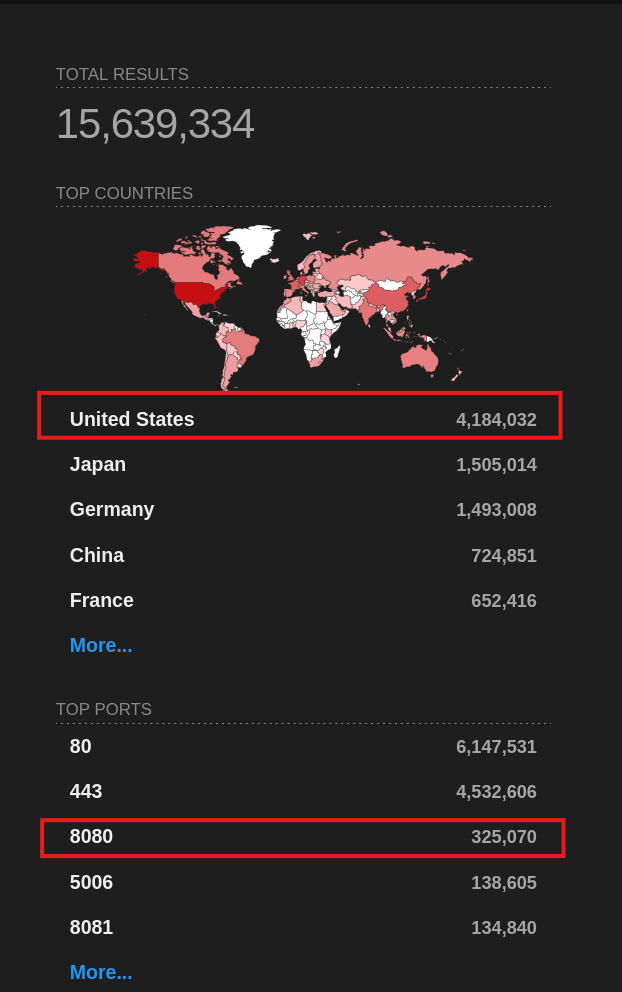 TOTAL RESULTS
15,639,334
TOP COUNTRIES
United States 4,184,032
Japan 1,505,014
Germany 1,493,008
China 724,851
France 652,416
More...
TOP PORTS
80 6,147,531
443 4,532,606
8080 325,070
5006 138,605
8081 134,840
More...